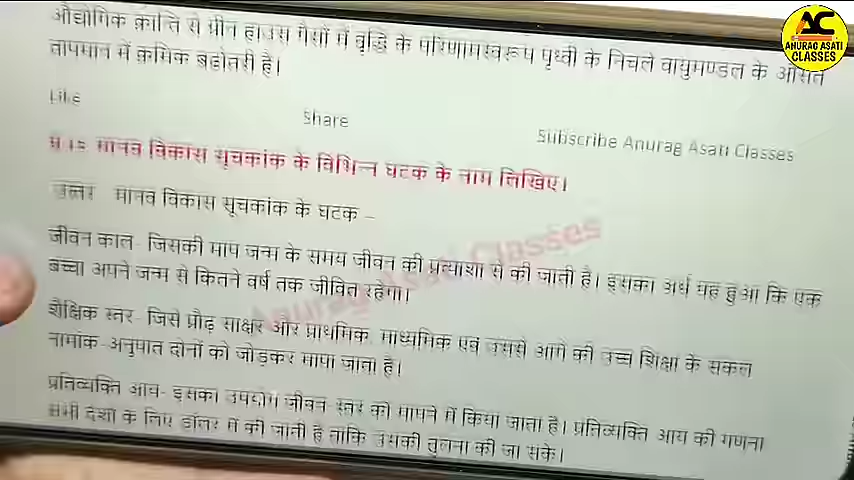 औद्योगिक क्रान्ति से ग्रीन हाउस गैसों में वृद्धि के परिणामस्वरूप पृथ्वी के निचले वायुमण्डल के औसत
तापमान में क्रमिक बढोतरी है।
Like Share Subscribe Anurag Asati Classes
मानव विकास सूचकांक के विभिन्न घटक के नाम लिखिए।
उत्तर मानव विकास सूचकांक के घटक –
जीवन काल- जिसकी माप जन्म के समय जीवन की प्रत्याशा से की जाती है। इसका अर्थ यह हुआ कि एक
बच्चा अपने जन्म से कितने वर्ष तक जीवित रहेगा।
शैक्षिक स्तर- जिसे प्रौढ़ साक्षर और प्राथमिक, माध्यमिक एवं उससे आगे की उच्च शिक्षा के सकल
नामांक-अनुपात दोनों को जोड़कर मापा जाता है।
प्रतिव्यक्ति आय- इसका उपयोग जीवन-स्तर को मापने में किया जाता है। प्रतिव्यक्ति आय की गणना
सभी देशों के लिए डॉलर में की जाती है ताकि उसकी तुलना की जा सके।
Anurag Asati Classes
AC
ANURAG ASATI
CLASSES